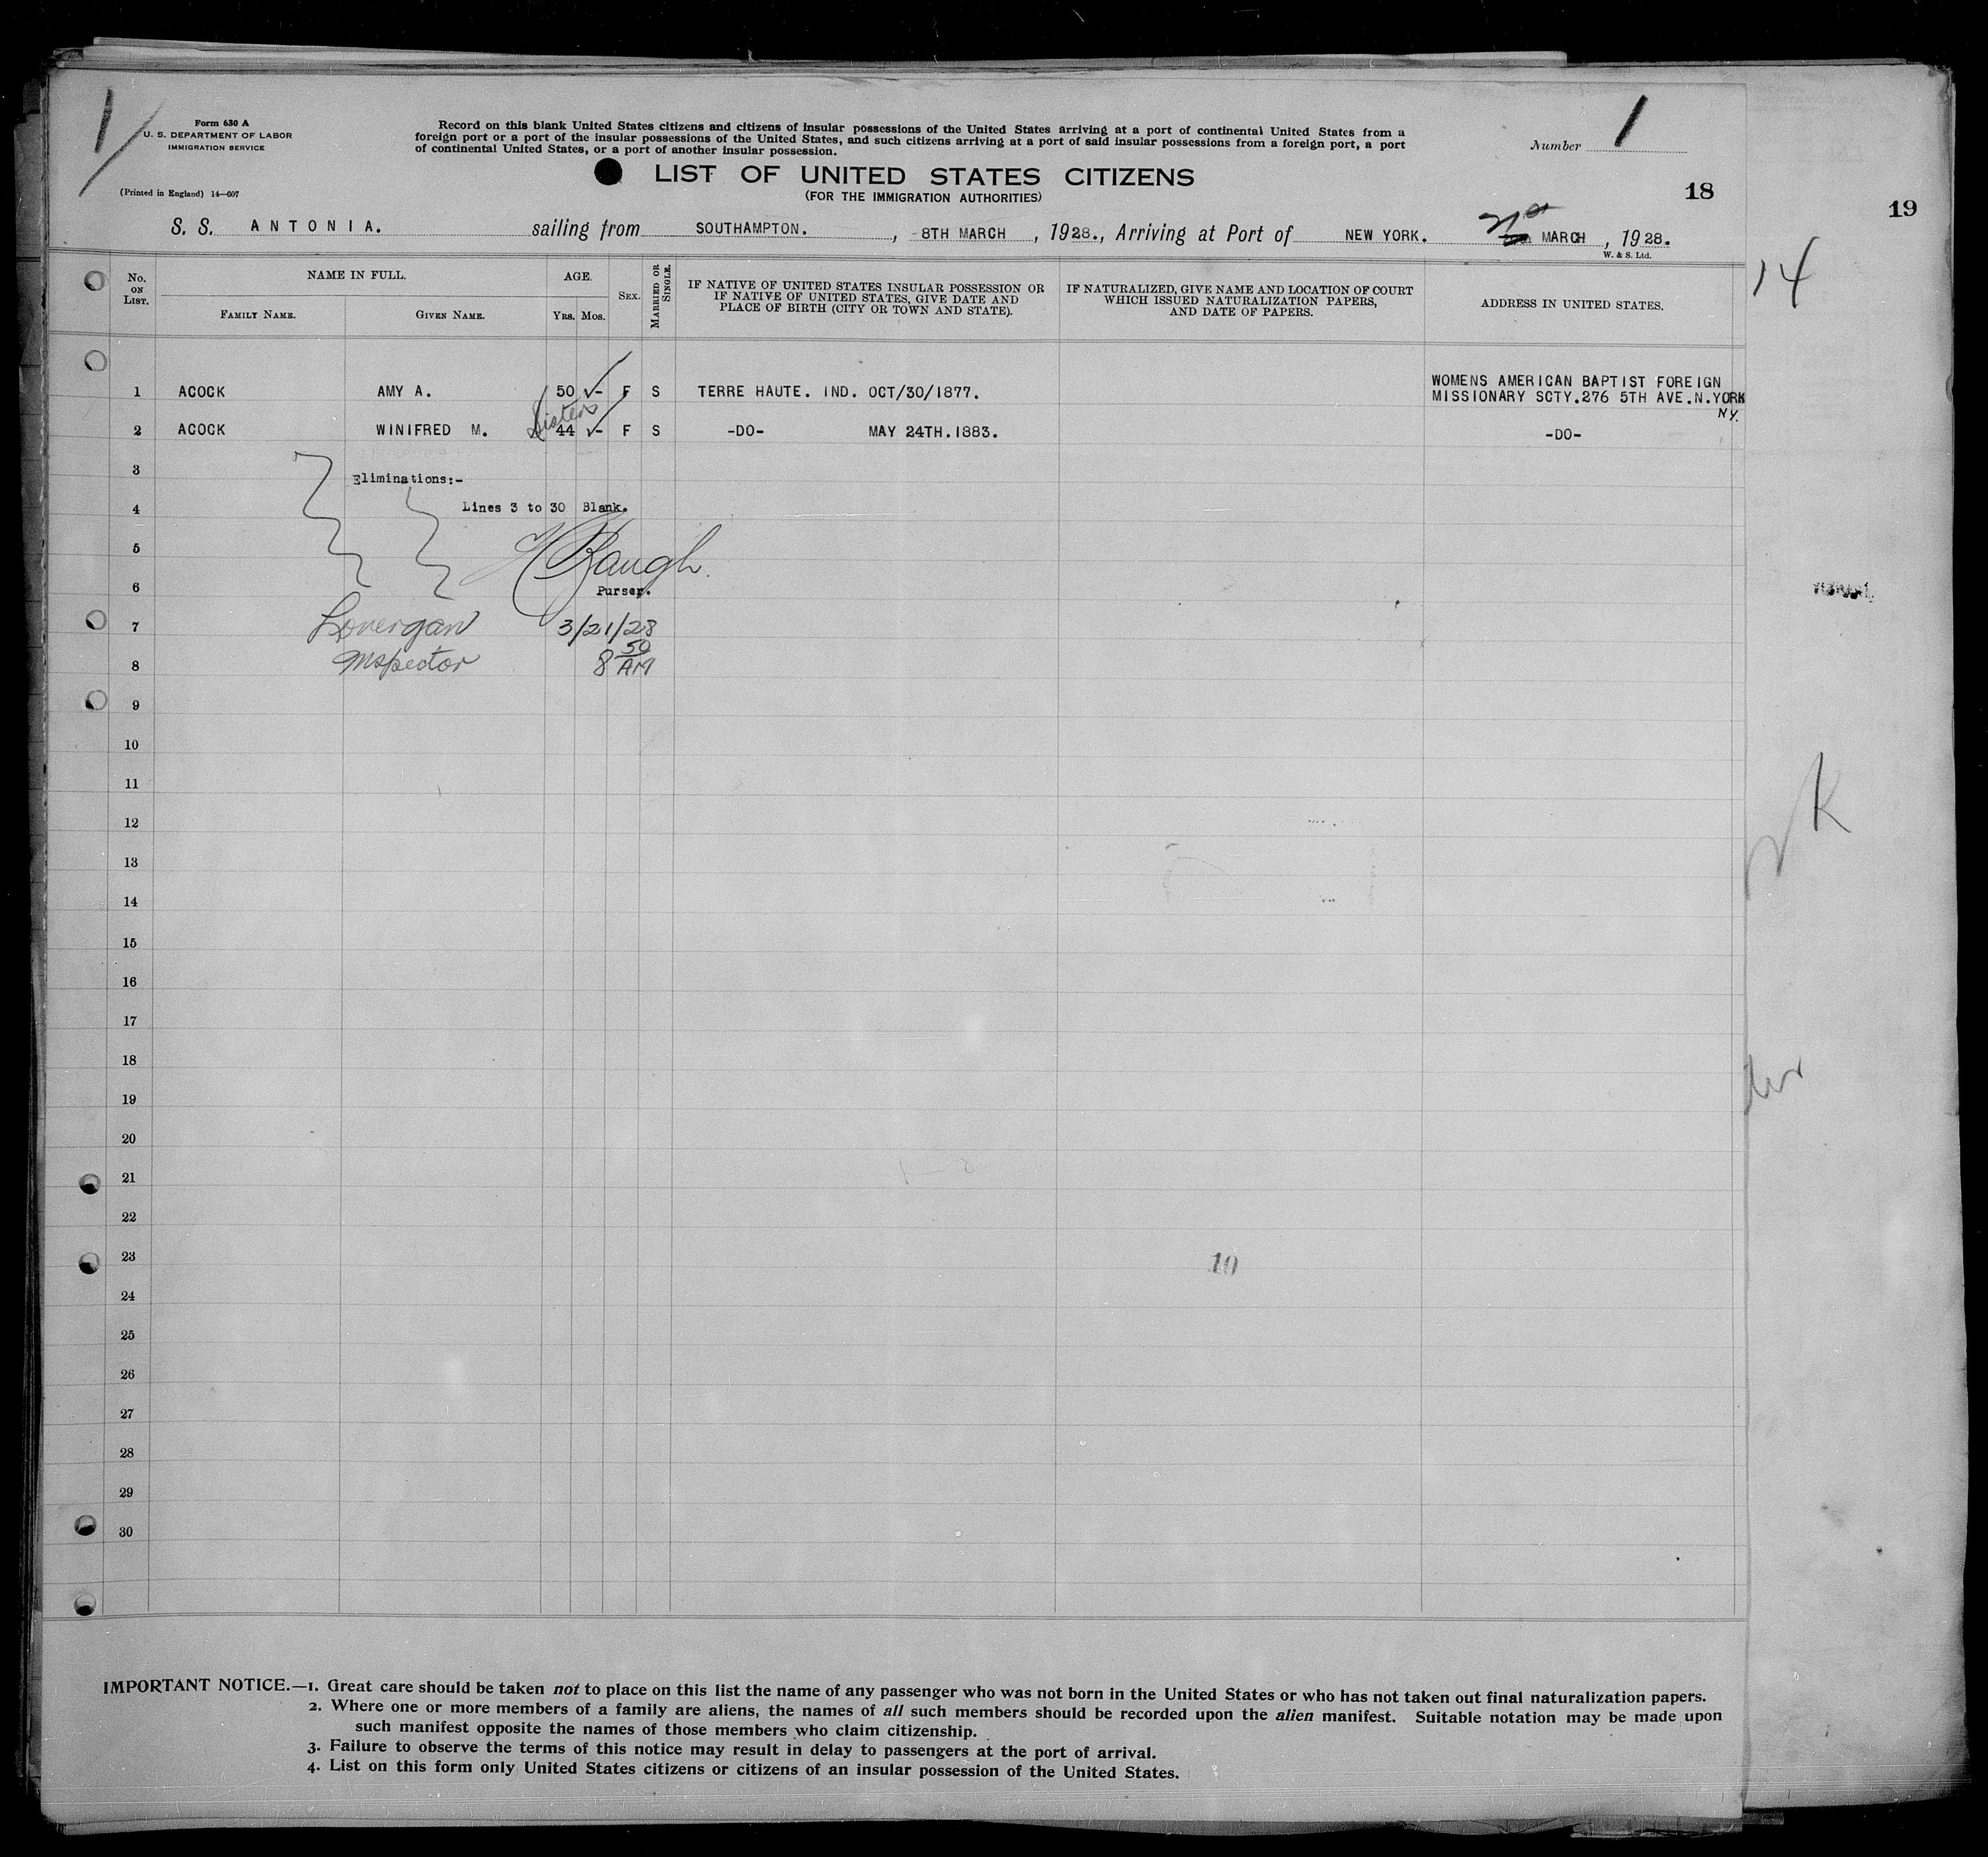 1
Form 630 A
U. S. DEPARTMENT OF LABOR
IMMIGRATION SERVICE
(Printed in England) 14—607
Record on this blank United States citizens and citizens of insular possessions of the United States arriving at a port of continental United States from a
foreign port or a port of the insular possessions of the United States, and such citizens arriving at a port of said insular possessions from a foreign port, a port
of continental United States, or a port of another insular possession.
Number 1
LIST OF UNITED STATES CITIZENS
(FOR THE IMMIGRATION AUTHORITIES)
18
19
S. S. ANTONIA. sailing from SOUTHAMPTON. , 8TH MARCH , 1928., Arriving at Port of NEW YORK. MARCH , 1928.
W. & S. Ltd.
14
No. ON LIST.
NAME IN FULL.
FAMILY NAME.
GIVEN NAME.
AGE.
YRS. MOS.
SEX.
MARRIED OR SINGLE.
IF NATIVE OF UNITED STATES INSULAR POSSESSION OR
IF NATIVE OF UNITED STATES, GIVE DATE AND
PLACE OF BIRTH (CITY OR TOWN AND STATE).
IF NATURALIZED, GIVE NAME AND LOCATION OF COURT
WHICH ISSUED NATURALIZATION PAPERS,
AND DATE OF PAPERS.
ADDRESS IN UNITED STATES.
1 ACOCK AMY A. 50 ✓- F S TERRE HAUTE. IND. OCT/30/1877. WOMENS AMERICAN BAPTIST FOREIGN
MISSIONARY SCTY.276 5TH AVE.N.YORK
NY.
Sister
2 ACOCK WINIFRED M. 44 ✓- F S -DO- MAY 24TH.1883. -DO-
3 Eliminations:-
4 Lines 3 to 30 Blank.
5
6 Purser.
7 Lonergan 3/21/28
8 Inspector 8 50 AM
9
10
11
12
13
14
15
16
17
18
19
20
21
22
23
10
24
25
26
27
28
29
30
K
IMPORTANT NOTICE.—1. Great care should be taken not to place on this list the name of any passenger who was not born in the United States or who has not taken out final naturalization papers.
2. Where one or more members of a family are aliens, the names of all such members should be recorded upon the alien manifest. Suitable notation may be made upon
such manifest opposite the names of those members who claim citizenship.
3. Failure to observe the terms of this notice may result in delay to passengers at the port of arrival.
4. List on this form only United States citizens or citizens of an insular possession of the United States.